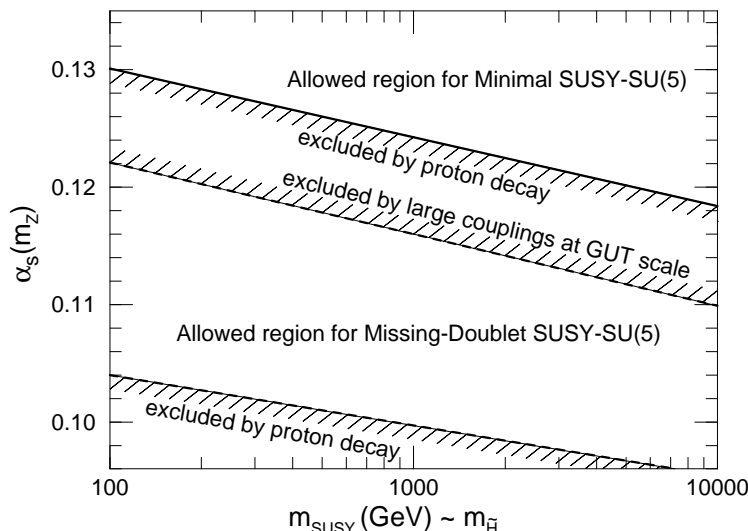 0.13
0.12
0.11
0.10
α_s(m_Z)
Allowed region for Minimal SUSY-SU(5)
excluded by proton decay
excluded by large couplings at GUT scale
Allowed region for Missing-Doublet SUSY-SU(5)
excluded by proton decay
100 1000 10000
m_SUSY (GeV) ~ m_H̃